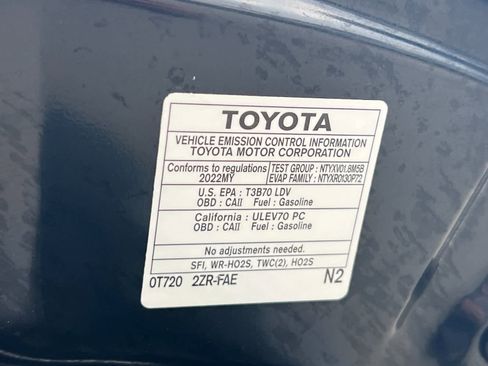 TOYOTA
VEHICLE EMISSION CONTROL INFORMATION
TOYOTA MOTOR CORPORATION
Conforms to regulations
2022MY
TEST GROUP : NTYXV01.8M5B
EVAP FAMILY : NTYXR0130P72
U.S. EPA : T3B70 LDV
OBD : CAII Fuel : Gasoline
California : ULEV70 PC
OBD : CAII Fuel : Gasoline
No adjustments needed.
SFI, WR-HO2S, TWC(2), HO2S
0T720 2ZR-FAE N2